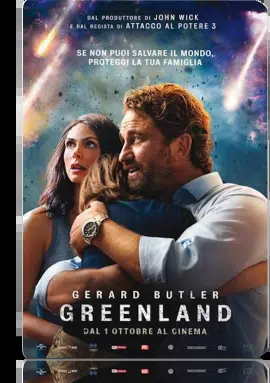 DAL PRODUTTORE DI JOHN WICK
E DAL REGISTA DI ATTACCO AL POTERE 3
SE NON PUOI SALVARE IL MONDO,
PROTEGGI LA TUA FAMIGLIA
GERARD BUTLER
GREENLAND
DAL 1 OTTOBRE AL CINEMA